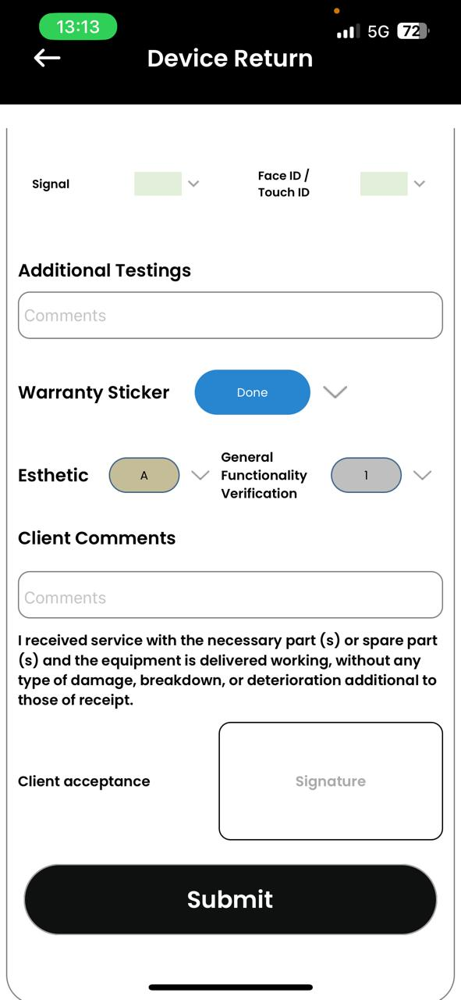 13:13
5G
72
Device Return
Signal
Face ID /
Touch ID
Additional Testings
Comments
Warranty Sticker
Done
Esthetic
A
General
Functionality
Verification
1
Client Comments
Comments
I received service with the necessary part (s) or spare part
(s) and the equipment is delivered working, without any
type of damage, breakdown, or deterioration additional to
those of receipt.
Client acceptance
Signature
Submit